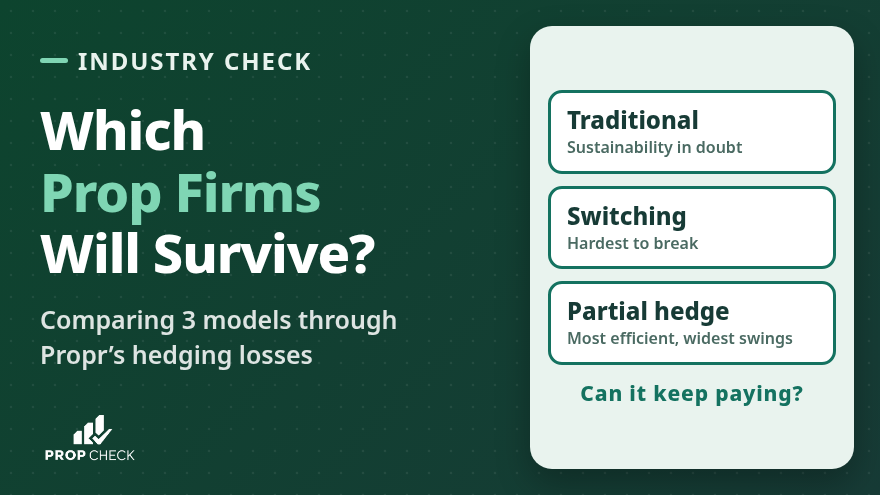 INDUSTRY CHECK
Which
Prop Firms
Will Survive?
Comparing 3 models through
Propr’s hedging losses
PROP CHECK
Traditional
Sustainability in doubt
Switching
Hardest to break
Partial hedge
Most efficient, widest swings
Can it keep paying?